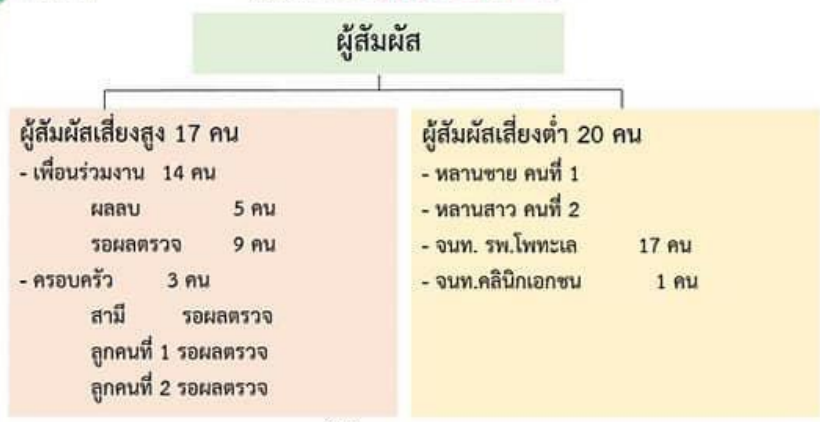 ผู้สัมผัส
ผู้สัมผัสเสี่ยงสูง 17 คน
- เพื่อนร่วมงาน 14 คน
ผลลบ 5 คน
รอผลตรวจ 9 คน
- ครอบครัว 3 คน
สามี รอผลตรวจ
ลูกคนที่ 1 รอผลตรวจ
ลูกคนที่ 2 รอผลตรวจ
ผู้สัมผัสเสี่ยงต่ำ 20 คน
- หลานชาย คนที่ 1
- หลานสาว คนที่ 2
- จนท. รพ.โพทะเล 17 คน
- จนท.คลินิกเอกชน 1 คน